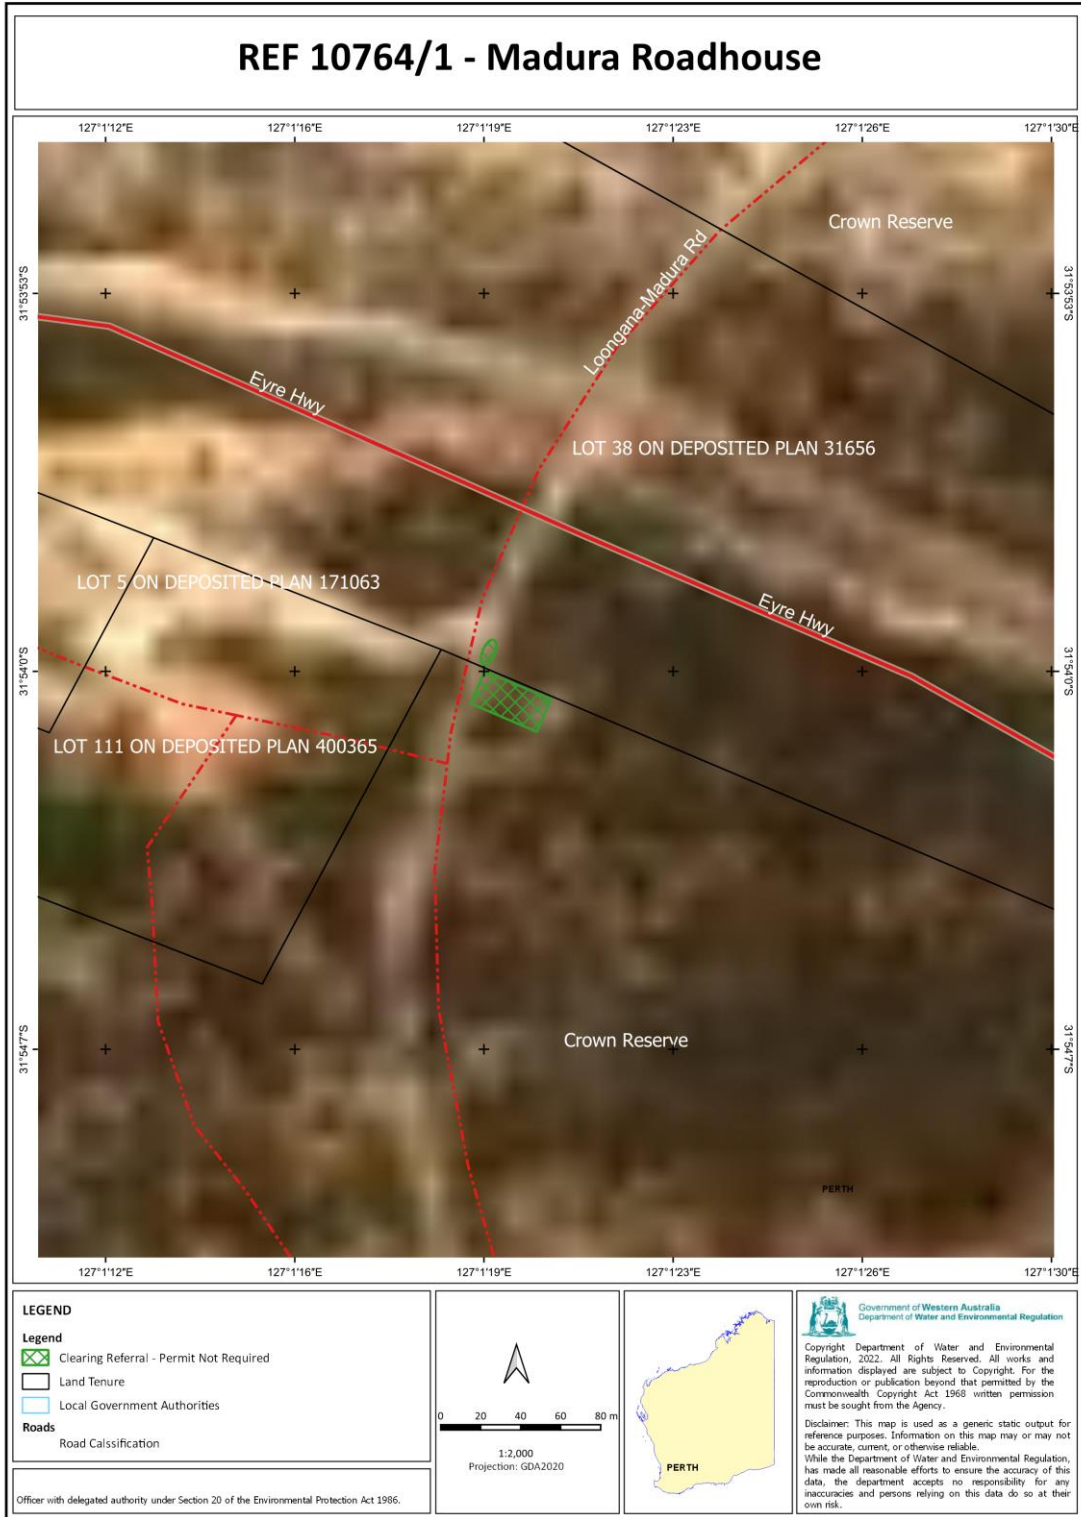 REF 10764/1 - Madura Roadhouse
127°1'12"E 127°1'16"E 127°1'19"E 127°1'23"E 127°1'26"E 127°1'30"E
Crown Reserve
31°53'53"S
31°53'53"S
Loongana-Madura Rd
Eyre Hwy
LOT 38 ON DEPOSITED PLAN 31656
LOT 5 ON DEPOSITED PLAN 171063
Eyre Hwy
31°54'0"S
31°54'0"S
LOT 111 ON DEPOSITED PLAN 400365
Crown Reserve
31°54'7"S
31°54'7"S
PERTH
127°1'12"E 127°1'16"E 127°1'19"E 127°1'23"E 127°1'26"E 127°1'30"E
LEGEND
Legend
Clearing Referral - Permit Not Required
Land Tenure
Local Government Authorities
Roads
Road Calssification
Officer with delegated authority under Section 20 of the Environmental Protection Act 1986.
0 20 40 60 80 m
1:2,000
Projection: GDA2020
PERTH
Government of Western Australia
Department of Water and Environmental Regulation
Copyright Department of Water and Environmental
Regulation, 2022. All Rights Reserved. All works and
information displayed are subject to Copyright. For the
reproduction or publication beyond that permitted by the
Commonwealth Copyright Act 1968 written permission
must be sought from the Agency.
Disclaimer: This map is used as a generic static output for
reference purposes. Information on this map may or may not
be accurate, current, or otherwise reliable.
While the Department of Water and Environmental Regulation,
has made all reasonable efforts to ensure the accuracy of this
data, the department accepts no responsibility for any
inaccuracies and persons relying on this data do so at their
own risk.